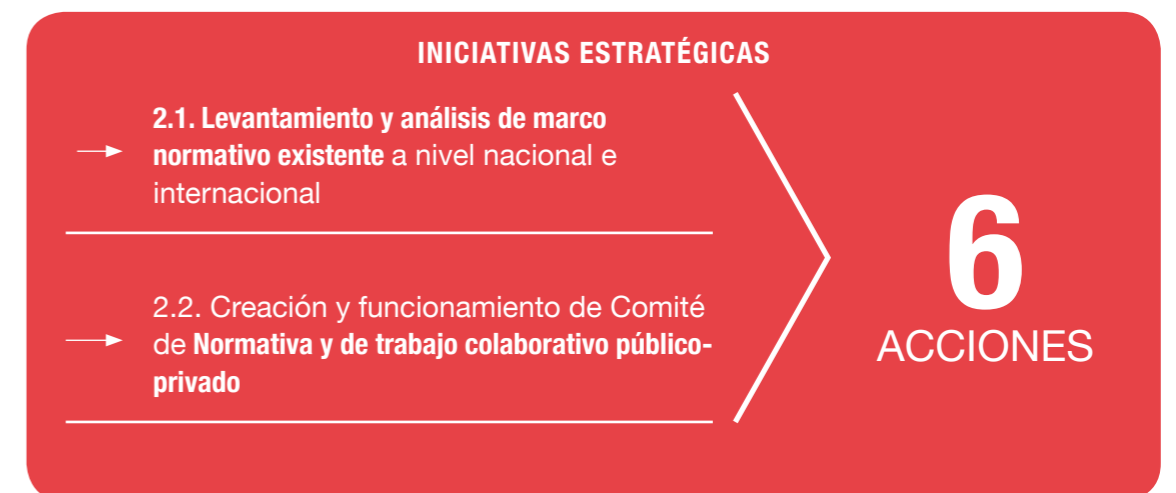 INICIATIVAS ESTRATÉGICAS
2.1. Levantamiento y análisis de marco
normativo existente a nivel nacional e
internacional
2.2. Creación y funcionamiento de Comité
de Normativa y de trabajo colaborativo público-
privado
6
ACCIONES